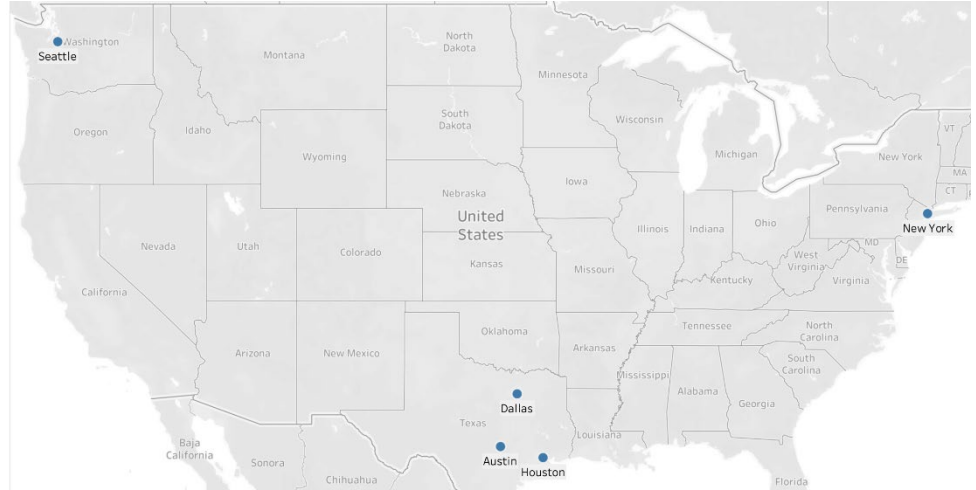 Washington
Seattle
Montana
North
Dakota
Minnesota
Oregon
Idaho
South
Dakota
Wisconsin
Michigan
VT
New York
MA
CT
Wyoming
Iowa
Nebraska
United
States
Pennsylvania
New York
Nevada
Utah
Colorado
Kansas
Illinois
Indiana
Ohio
MD
DE
West
Virginia
Virginia
California
Missouri
Kentucky
Arizona
New Mexico
Oklahoma
Arkansas
Tennessee
North
Carolina
South
Carolina
Mississippi
Alabama
Georgia
Dallas
Texas
Louisiana
Austin
Houston
Baja
California
Sonora
Chihuahua
Florida